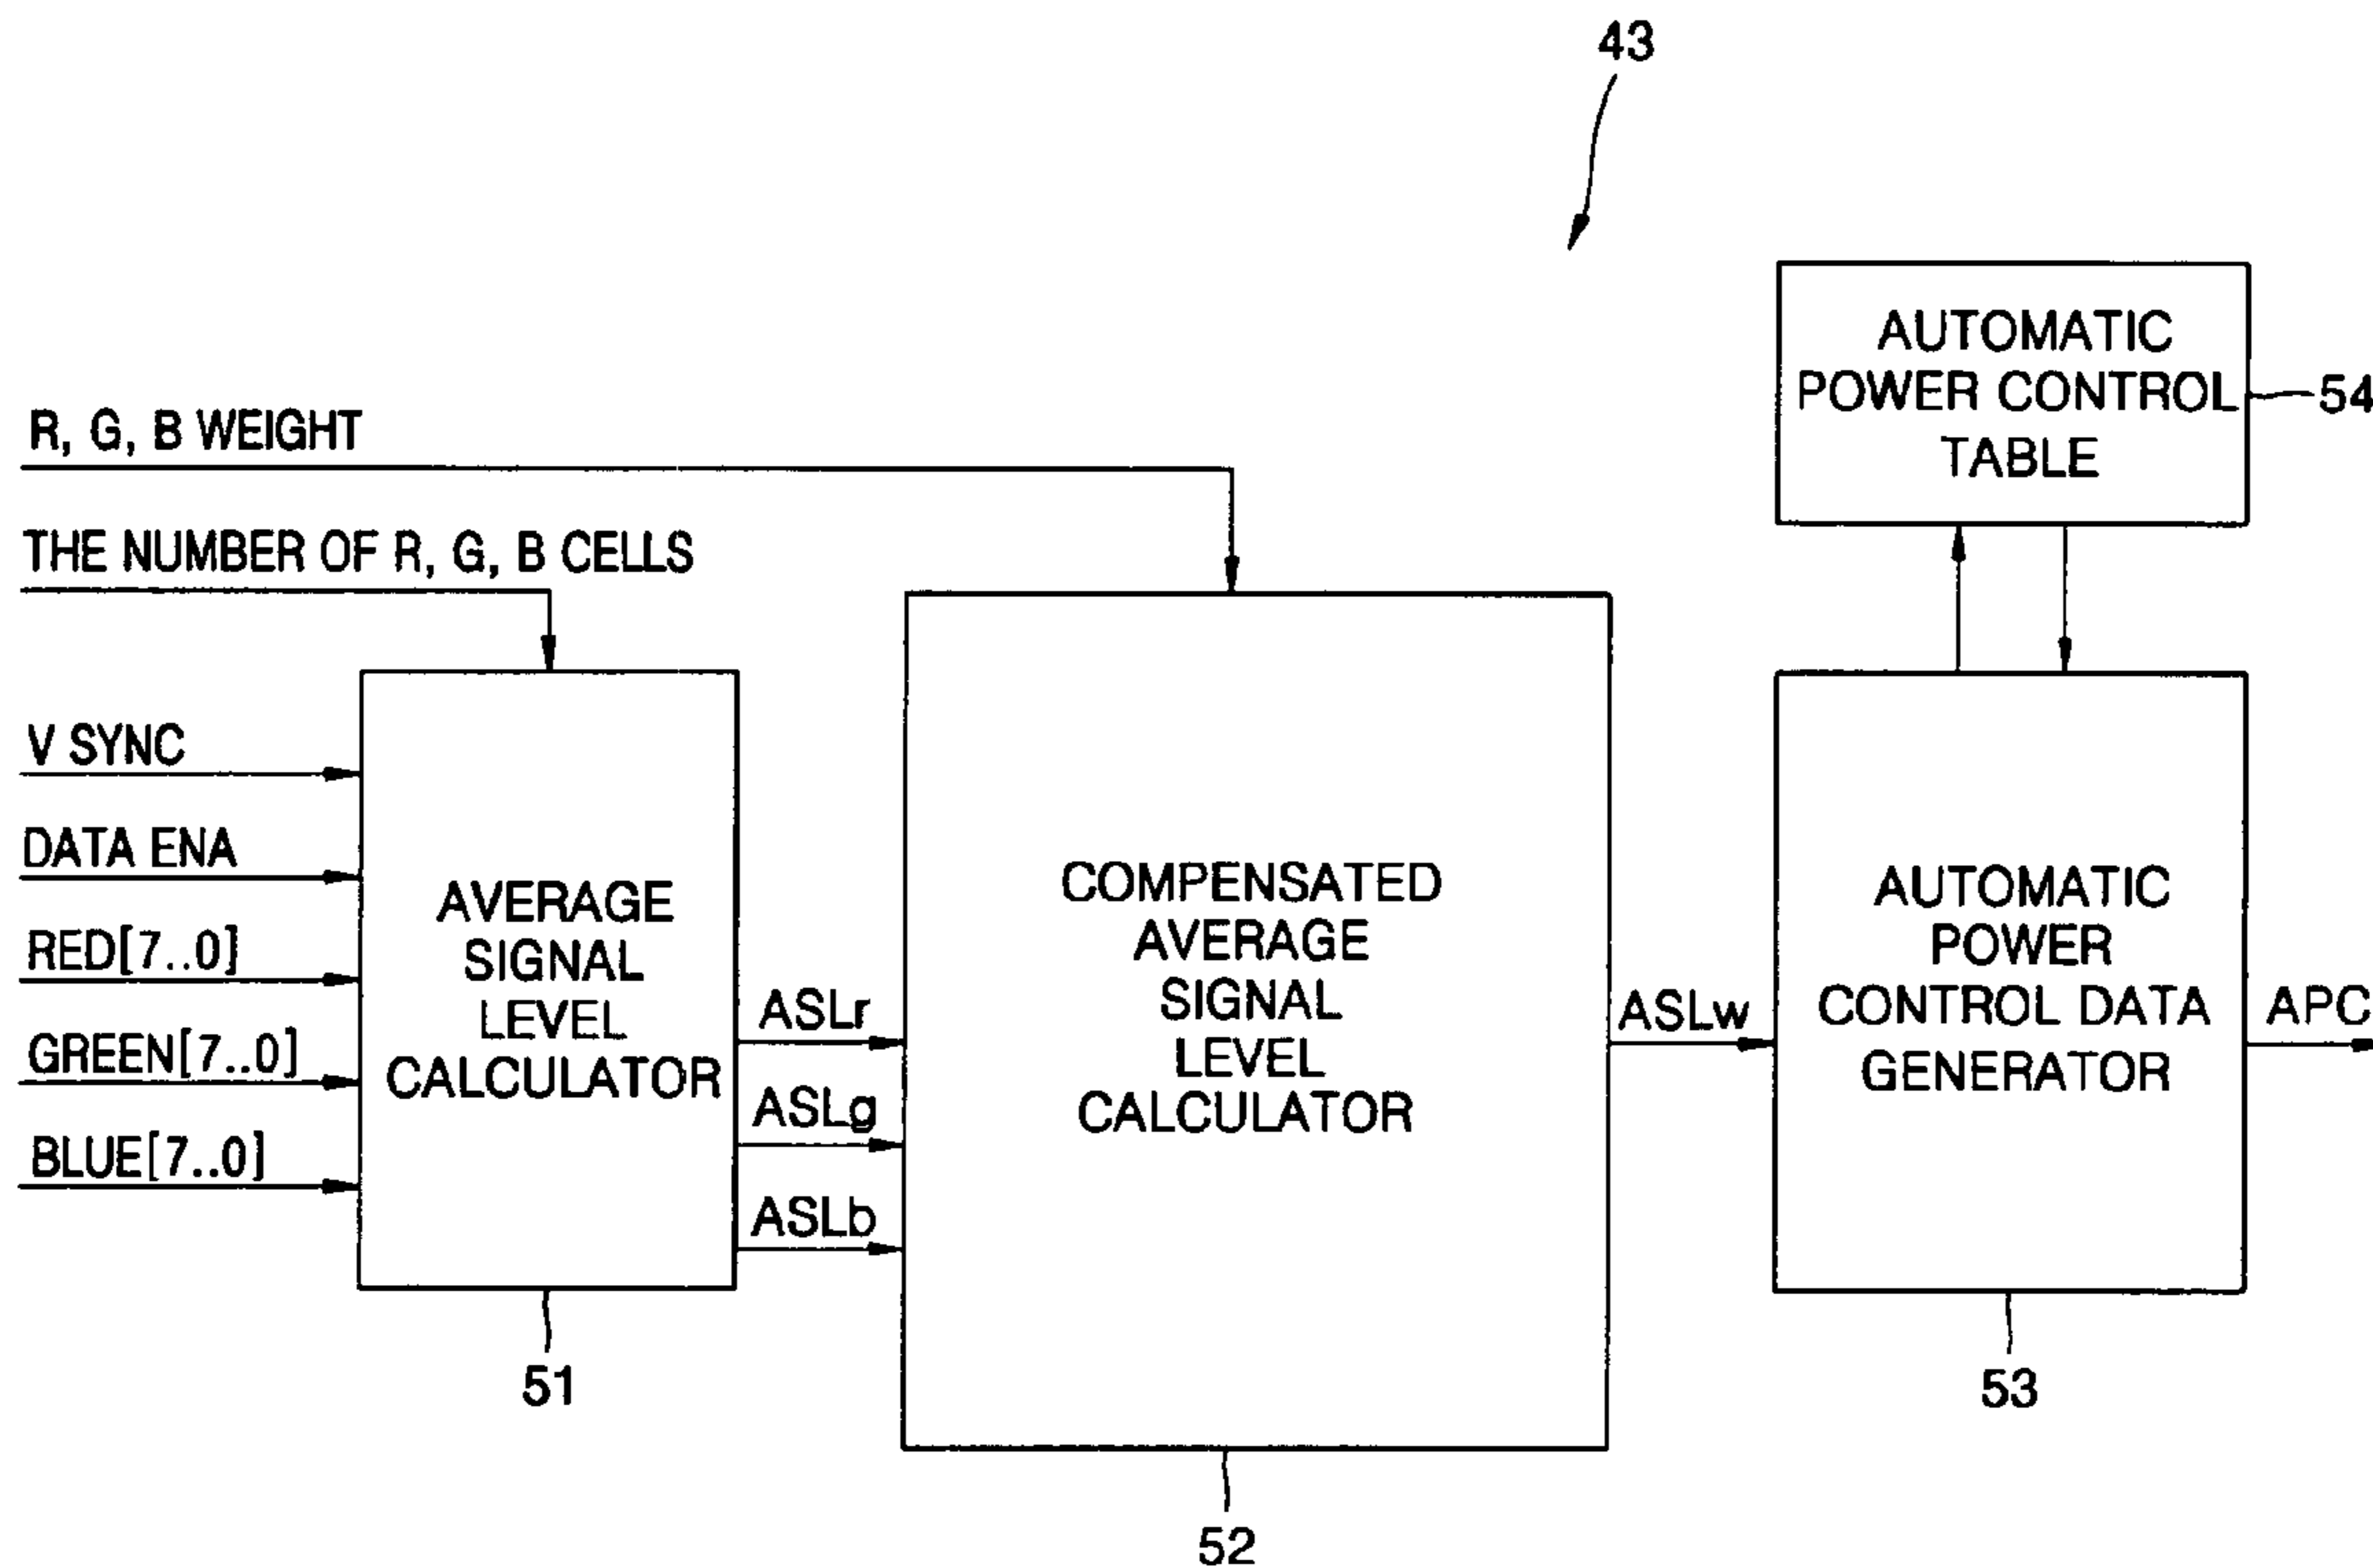 43
AUTOMATIC
POWER CONTROL
TABLE
54
R, G, B WEIGHT
THE NUMBER OF R, G, B CELLS
V SYNC
DATA ENA
RED[7..0]
GREEN[7..0]
BLUE[7..0]
AVERAGE
SIGNAL
LEVEL
CALCULATOR
51
ASLr
ASLg
ASLb
COMPENSATED
AVERAGE
SIGNAL
LEVEL
CALCULATOR
52
ASLw
AUTOMATIC
POWER
CONTROL DATA
GENERATOR
53
APC